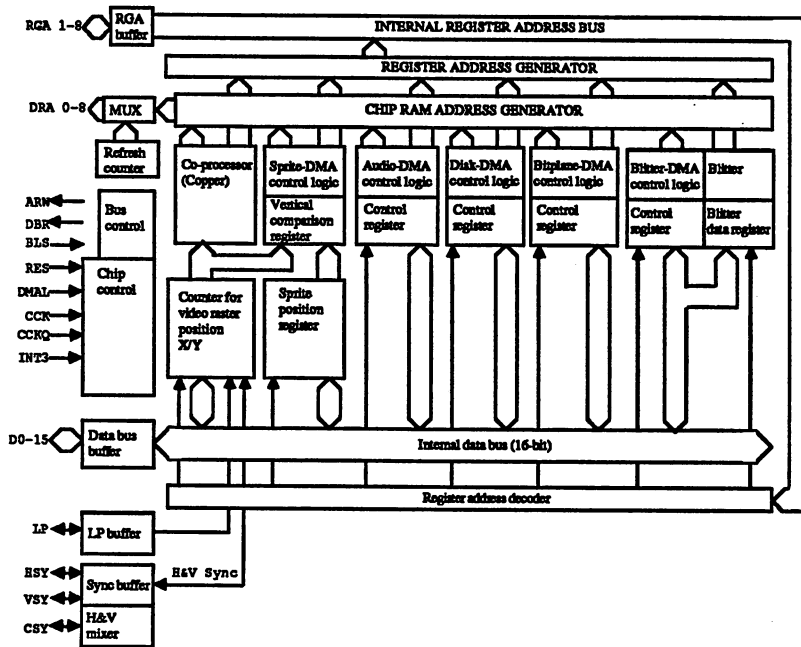 RGA 1-8
RGA
buffer
INTERNAL REGISTER ADDRESS BUS
REGISTER ADDRESS GENERATOR
DRA 0-8
MUX
CHIP RAM ADDRESS GENERATOR
Refresh
counter
Co-processor
(Copper)
Sprite-DMA
control logic
Vertical
comparison
register
Audio-DMA
control logic
Control
register
Disk-DMA
control logic
Control
register
Bitplane-DMA
control logic
Control
register
Blitter-DMA
control logic
Control
register
Blitter
Blitter
data register
ARW
DBR
BLS
Bus
control
RES
DMAL
CCK
CCKQ
INT3
Chip
control
Counter for
video raster
position
X/Y
Sprite
position
register
D0-15
Data bus
buffer
Internal data bus (16-bit)
Register address decoder
LP
LP buffer
H&V Sync
HSY
VSY
Sync buffer
CSY
H&V
mixer